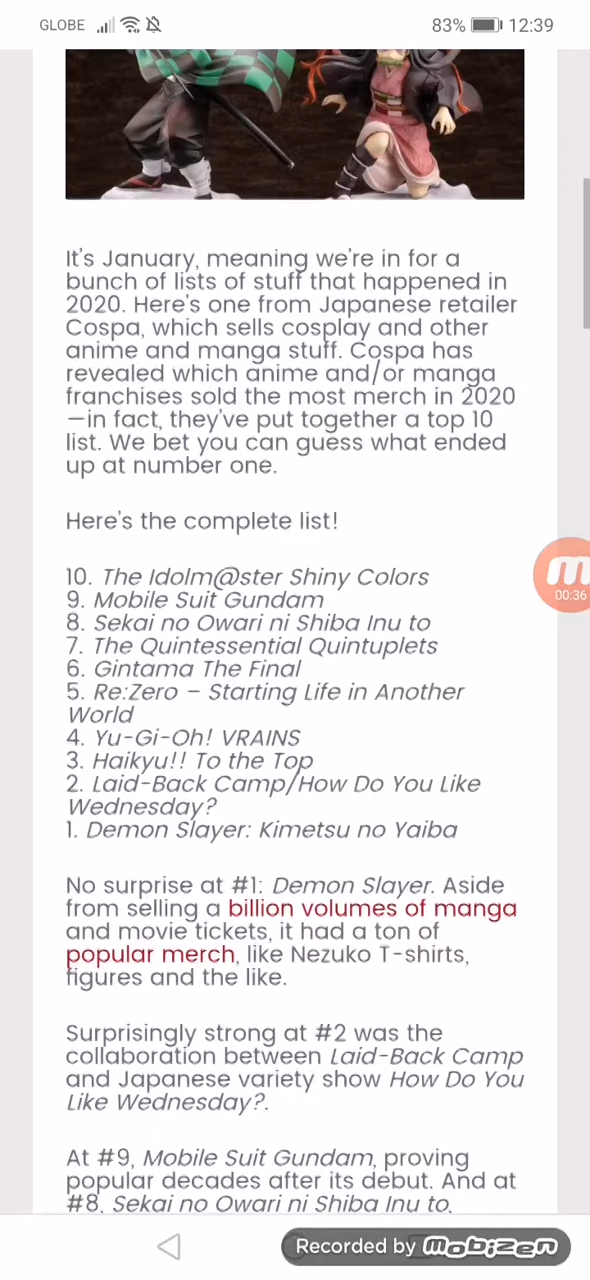 GLOBE 83% 12:39
It's January, meaning we're in for a
bunch of lists of stuff that happened in
2020. Here's one from Japanese retailer
Cospa, which sells cosplay and other
anime and manga stuff. Cospa has
revealed which anime and/or manga
franchises sold the most merch in 2020
—in fact, they've put together a top 10
list. We bet you can guess what ended
up at number one.
Here's the complete list!
10. The Idolm@ster Shiny Colors
9. Mobile Suit Gundam
8. Sekai no Owari ni Shiba Inu to
7. The Quintessential Quintuplets
6. Gintama The Final
5. Re:Zero – Starting Life in Another
World
4. Yu-Gi-Oh! VRAINS
3. Haikyu!! To the Top
2. Laid-Back Camp/How Do You Like
Wednesday?
1. Demon Slayer: Kimetsu no Yaiba
00:36
No surprise at #1: Demon Slayer. Aside
from selling a billion volumes of manga
and movie tickets, it had a ton of
popular merch, like Nezuko T-shirts,
figures and the like.
Surprisingly strong at #2 was the
collaboration between Laid-Back Camp
and Japanese variety show How Do You
Like Wednesday?.
At #9, Mobile Suit Gundam, proving
popular decades after its debut. And at
#8, Sekai no Owari ni Shiba Inu to,
Recorded by mobizen